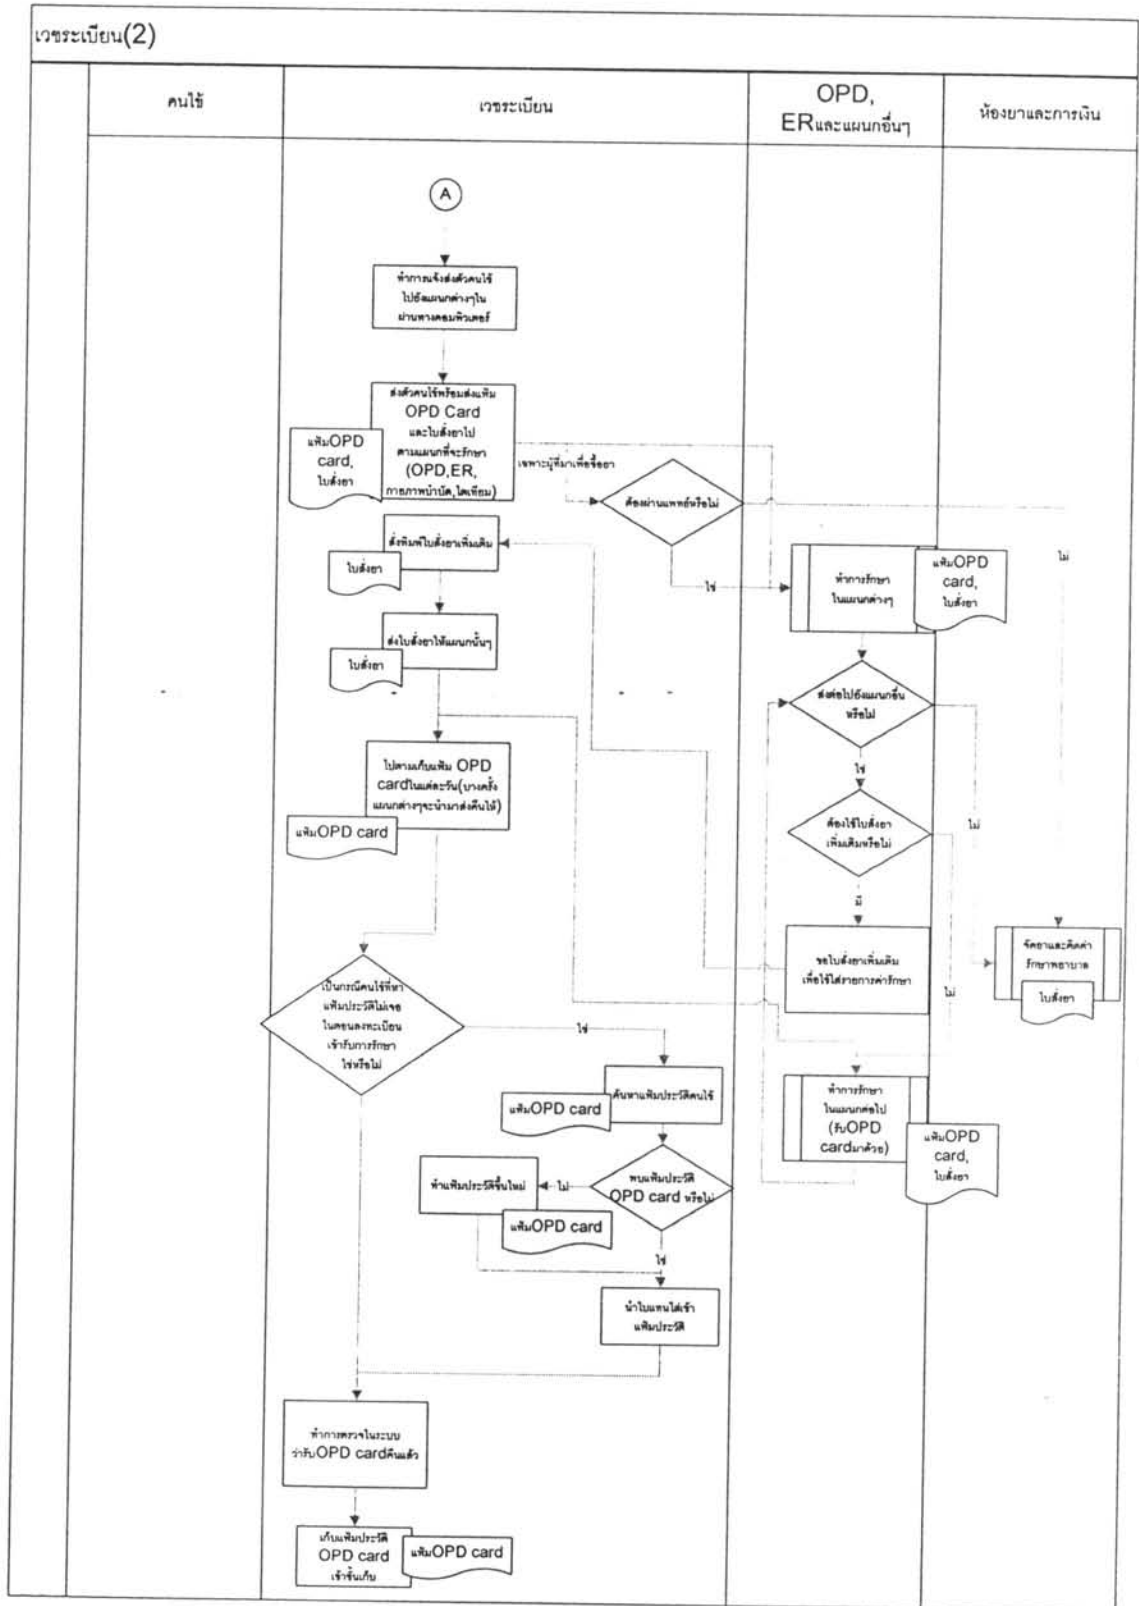 เวชระเบียน(2)
คนไข้
เวชระเบียน
OPD,
ERและแผนกอื่นๆ
ห้องยาและการเงิน
A
ทำการแจ้งส่งตัวคนไข้
ไปยังแผนกต่างๆใน
ผ่านทางคอมพิวเตอร์
ส่งตัวคนไข้พร้อมส่งแฟ้ม
OPD Card
และใบสั่งยาไป
ตามแผนกที่จะรักษา
(OPD,ER,
กายภาพบำบัด,ไตเทียม)
แฟ้มOPD
card,
ใบสั่งยา
เฉพาะผู้ที่มาเพื่อซื้อยา
ต้องผ่านแพทย์หรือไม่
ไม่
ใช่
สั่งพิมพ์ใบสั่งยาเพิ่มเติม
ใบสั่งยา
ทำการรักษา
ในแผนกต่างๆ
แฟ้มOPD
card,
ใบสั่งยา
ส่งใบสั่งยาให้แผนกนั้นๆ
ใบสั่งยา
ส่งต่อไปยังแผนกอื่น
หรือไม่
ใช่
ไม่
ไปตามเก็บแฟ้ม OPD
cardในแต่ละวัน(บางครั้ง
แผนกต่างๆจะนำมาส่งคืนให้)
แฟ้มOPD card
ต้องใช้ใบสั่งยา
เพิ่มเติมหรือไม่
มี
ไม่
ขอใบสั่งยาเพิ่มเติม
เพื่อใช้ใส่รายการค่ารักษา
จัดยาและคิดค่า
รักษาพยาบาล
ใบสั่งยา
เป็นกรณีคนไข้ที่หา
แฟ้มประวัติไม่เจอ
ในตอนลงทะเบียน
เข้ารับการรักษา
ใช่หรือไม่
ใช่
ค้นหาแฟ้มประวัติคนไข้
แฟ้มOPD card
ทำการรักษา
ในแผนกต่อไป
(รับOPD
cardมาด้วย)
แฟ้มOPD
card,
ใบสั่งยา
พบแฟ้มประวัติ
OPD card หรือไม่
ไม่
ทำแฟ้มประวัติขึ้นใหม่
แฟ้มOPD card
ใช่
นำใบแทนใส่เข้า
แฟ้มประวัติ
ทำการตรวจในระบบ
ว่ารับOPD cardคืนแล้ว
เก็บแฟ้มประวัติ
OPD card
เข้าชั้นเก็บ
แฟ้มOPD card